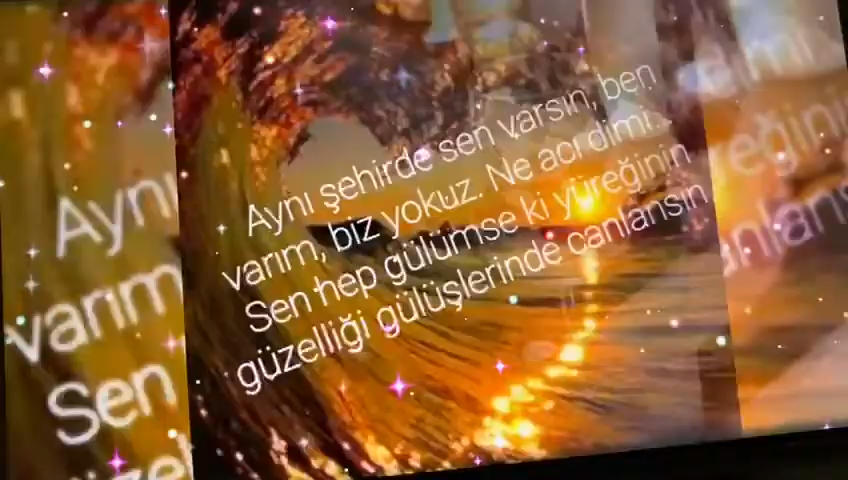 Aynı şehirde sen varsın, ben
varım, biz yokuz. Ne acı dimi..
Sen hep gülümse ki yüreğinin
güzelliği gülüşlerinde canlansın